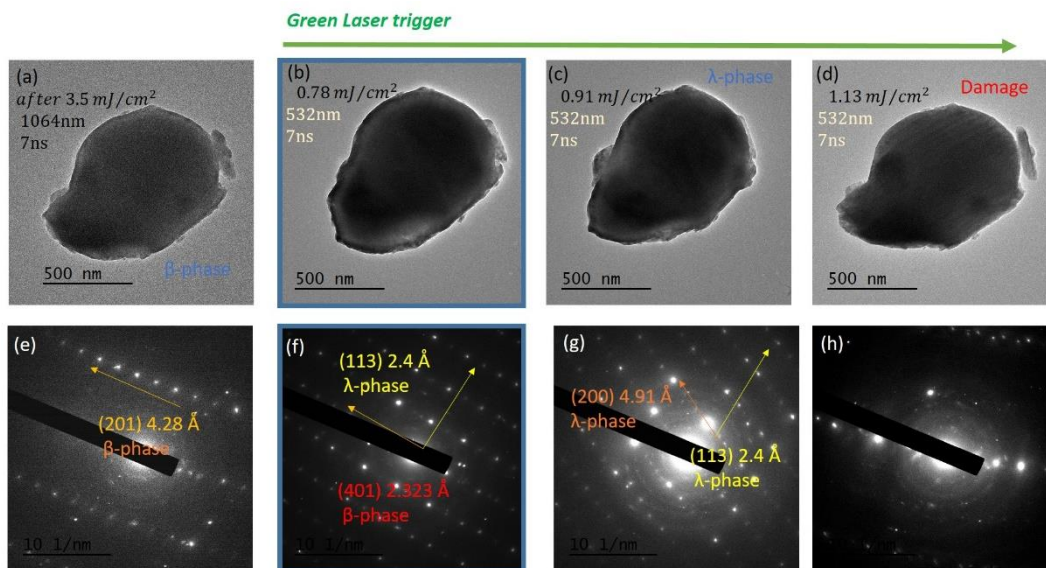 Green Laser trigger
(a)
after 3.5 mJ/cm²
1064nm
7ns
β-phase
500 nm
(b)
0.78 mJ/cm²
532nm
7ns
500 nm
(c)
λ-phase
0.91 mJ/cm²
532nm
7ns
500 nm
(d)
Damage
1.13 mJ/cm²
532nm
7ns
500 nm
(e)
(201) 4.28 Å
β-phase
10 1/nm
(f)
(113) 2.4 Å
λ-phase
(401) 2.323 Å
β-phase
10 1/nm
(g)
(200) 4.91 Å
λ-phase
(113) 2.4 Å
λ-phase
10 1/nm
(h)
10 1/nm